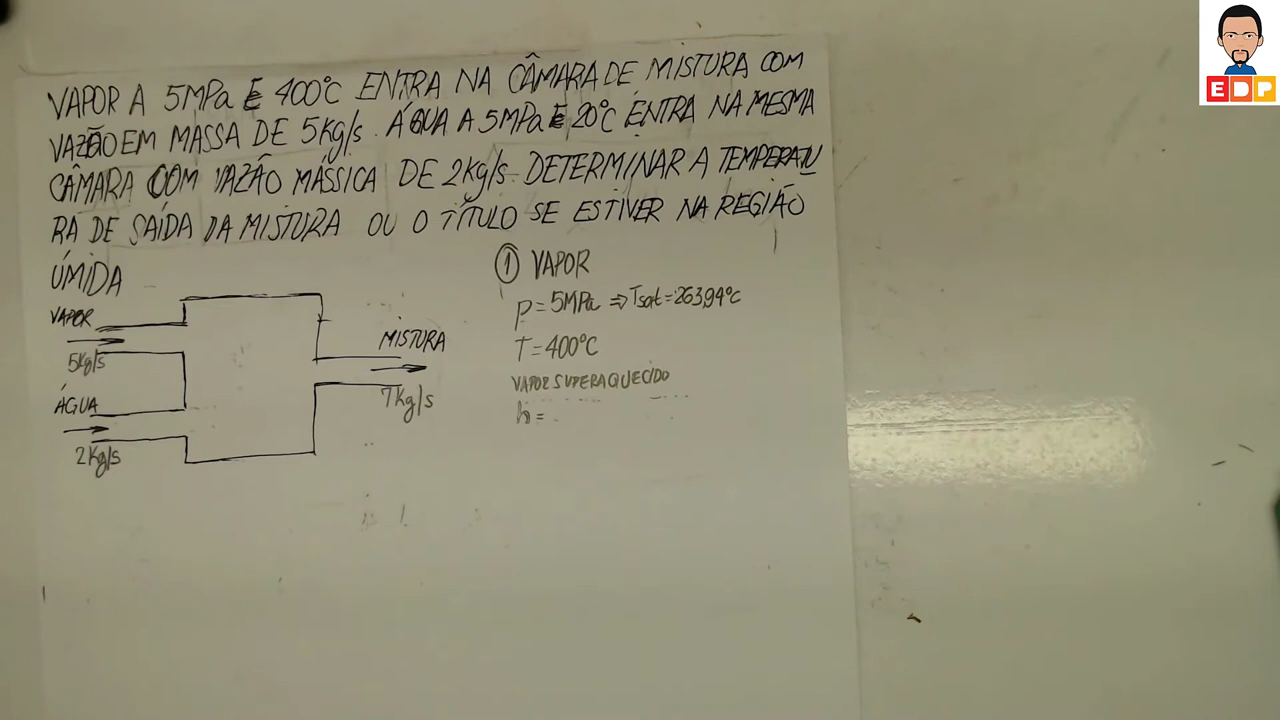 VAPOR A 5MPa E 400°C ENTRA NA CÂMARA DE MISTURA COM
VAZÃO EM MASSA DE 5Kg/s. ÁGUA A 5MPa E 20°C ENTRA NA MESMA
CÂMARA COM VAZÃO MÁSSICA DE 2Kg/s. DETERMINAR A TEMPERATU
RA DE SAÍDA DA MISTURA OU O TÍTULO SE ESTIVER NA REGIÃO
ÚMIDA
VAPOR
5Kg/s
ÁGUA
2Kg/s
MISTURA
7Kg/s
1 VAPOR
P=5MPa ⇒ Tsat=263,94°C
T=400°C
VAPOR SUPERAQUECIDO
h=
EDP